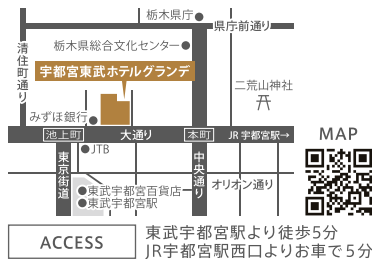 栃木県庁
県庁前通り
栃木県総合文化センター
清住町通り
宇都宮東武ホテルグランデ
二荒山神社
みずほ銀行
池上町
大通り
本町
JR 宇都宮駅→
MAP
JTB
東京街道
中央通り
オリオン通り
東武宇都宮百貨店
東武宇都宮駅
ACCESS
東武宇都宮駅より徒歩5分
JR宇都宮駅西口よりお車で5分